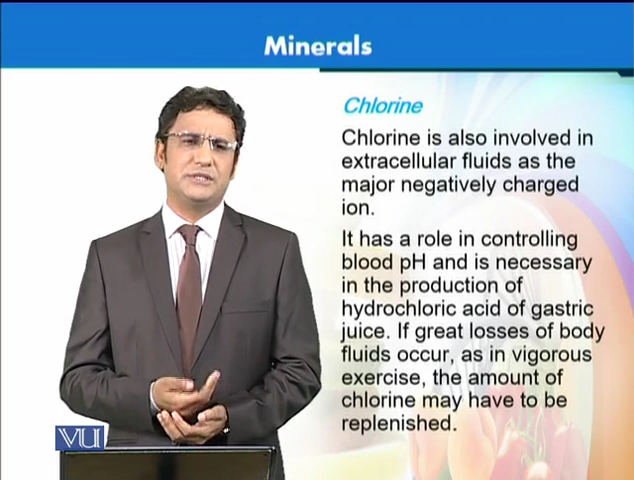 Minerals
Chlorine
Chlorine is also involved in
extracellular fluids as the
major negatively charged
ion.
It has a role in controlling
blood pH and is necessary
in the production of
hydrochloric acid of gastric
juice. If great losses of body
fluids occur, as in vigorous
exercise, the amount of
chlorine may have to be
replenished.
VU